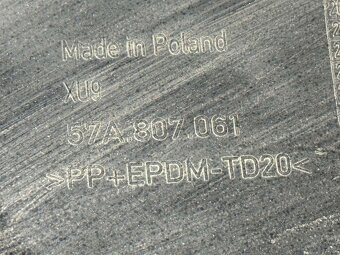 Made in Poland
XU9
57A.807.061
>PP+EPDM-TD20<